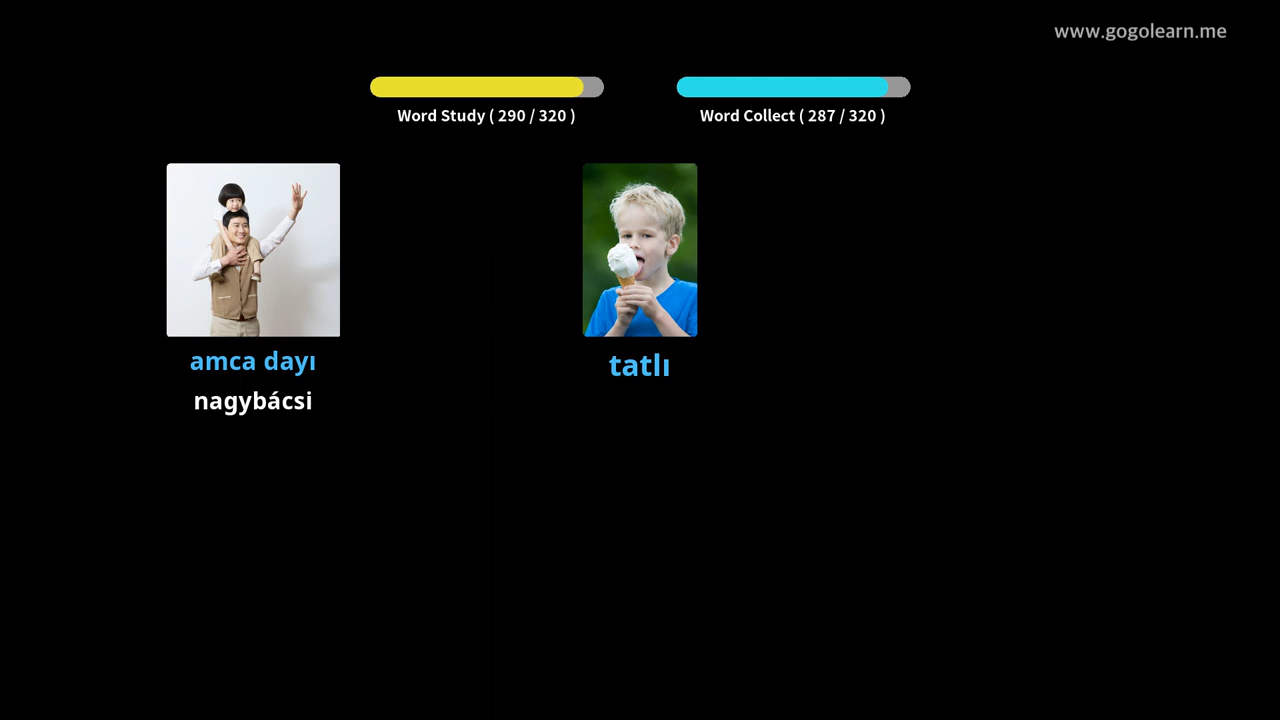 www.gogolearn.me
Word Study ( 290 / 320 )
Word Collect ( 287 / 320 )
amca dayı
nagybácsi
tatlı